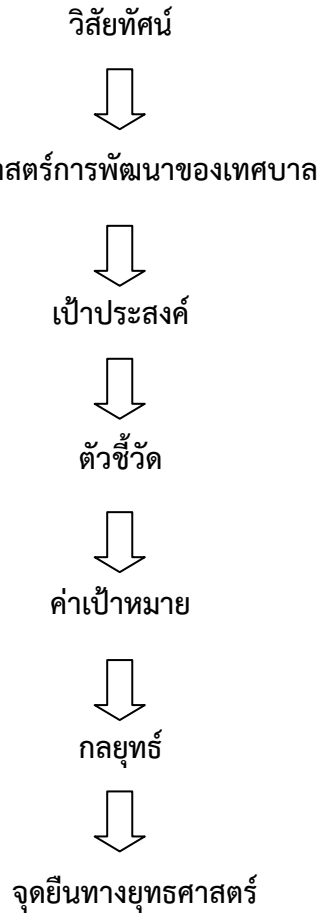 วิสัยทัศน์
สตร์การพัฒนาของเทศบาล
เป้าประสงค์
ตัวชี้วัด
ค่าเป้าหมาย
กลยุทธ์
จุดยืนทางยุทธศาสตร์